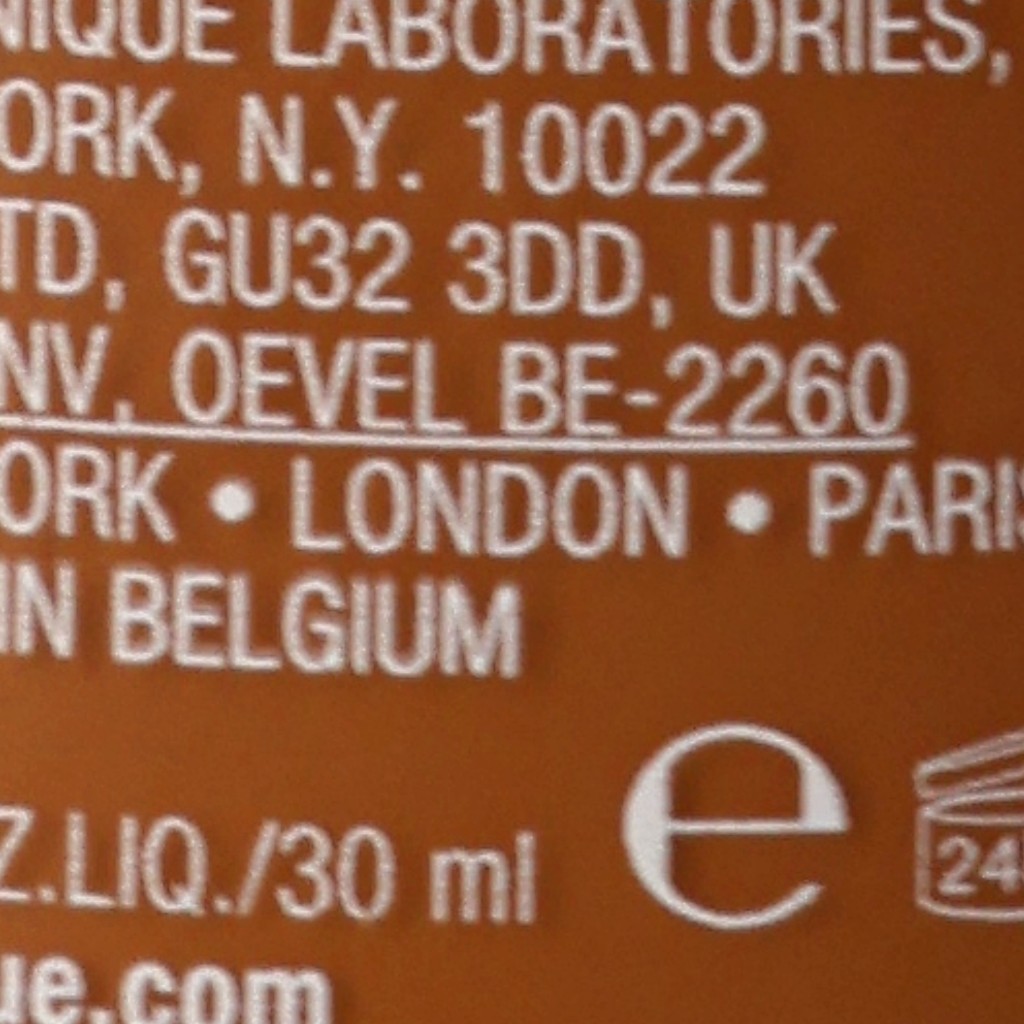 NIQUE LABORATORIES,
ORK, N.Y. 10022
TD, GU32 3DD, UK
NV, OEVEL BE-2260
ORK • LONDON • PARIS
IN BELGIUM
Z.LIQ./30 ml e 24
ue.com